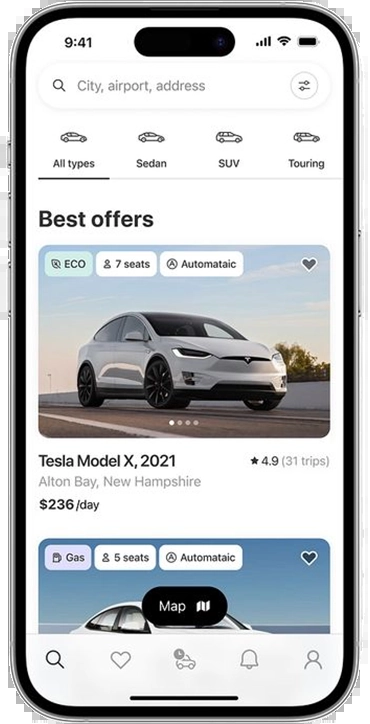 9:41
City, airport, address
All types Sedan SUV Touring
Best offers
ECO 7 seats Automataic
Tesla Model X, 2021 4.9 (31 trips)
Alton Bay, New Hampshire
$236/day
Gas 5 seats Automataic
Map